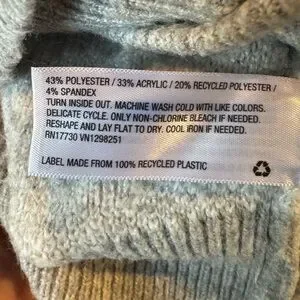 43% POLYESTER / 33% ACRYLIC / 20% RECYCLED POLYESTER /
4% SPANDEX
TURN INSIDE OUT. MACHINE WASH COLD WITH LIKE COLORS.
DELICATE CYCLE. ONLY NON-CHLORINE BLEACH IF NEEDED.
RESHAPE AND LAY FLAT TO DRY. COOL IRON IF NEEDED.
RN17730 VN1298251
LABEL MADE FROM 100% RECYCLED PLASTIC